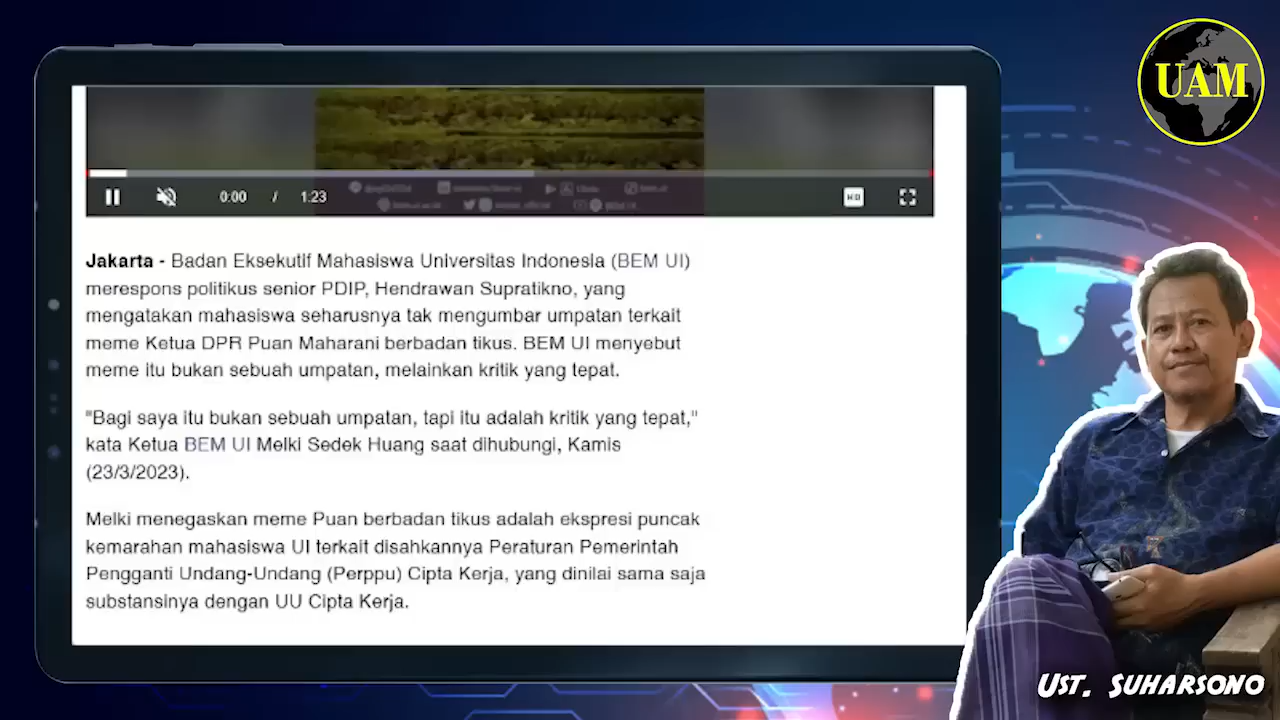 UAM
0:00 / 1:23
HD
Jakarta - Badan Eksekutif Mahasiswa Universitas Indonesia (BEM UI)
merespons politikus senior PDIP, Hendrawan Supratikno, yang
mengatakan mahasiswa seharusnya tak mengumbar umpatan terkait
meme Ketua DPR Puan Maharani berbadan tikus. BEM UI menyebut
meme itu bukan sebuah umpatan, melainkan kritik yang tepat.
"Bagi saya itu bukan sebuah umpatan, tapi itu adalah kritik yang tepat,"
kata Ketua BEM UI Melki Sedek Huang saat dihubungi, Kamis
(23/3/2023).
Melki menegaskan meme Puan berbadan tikus adalah ekspresi puncak
kemarahan mahasiswa UI terkait disahkannya Peraturan Pemerintah
Pengganti Undang-Undang (Perppu) Cipta Kerja, yang dinilai sama saja
substansinya dengan UU Cipta Kerja.
UST. SUHARSONO